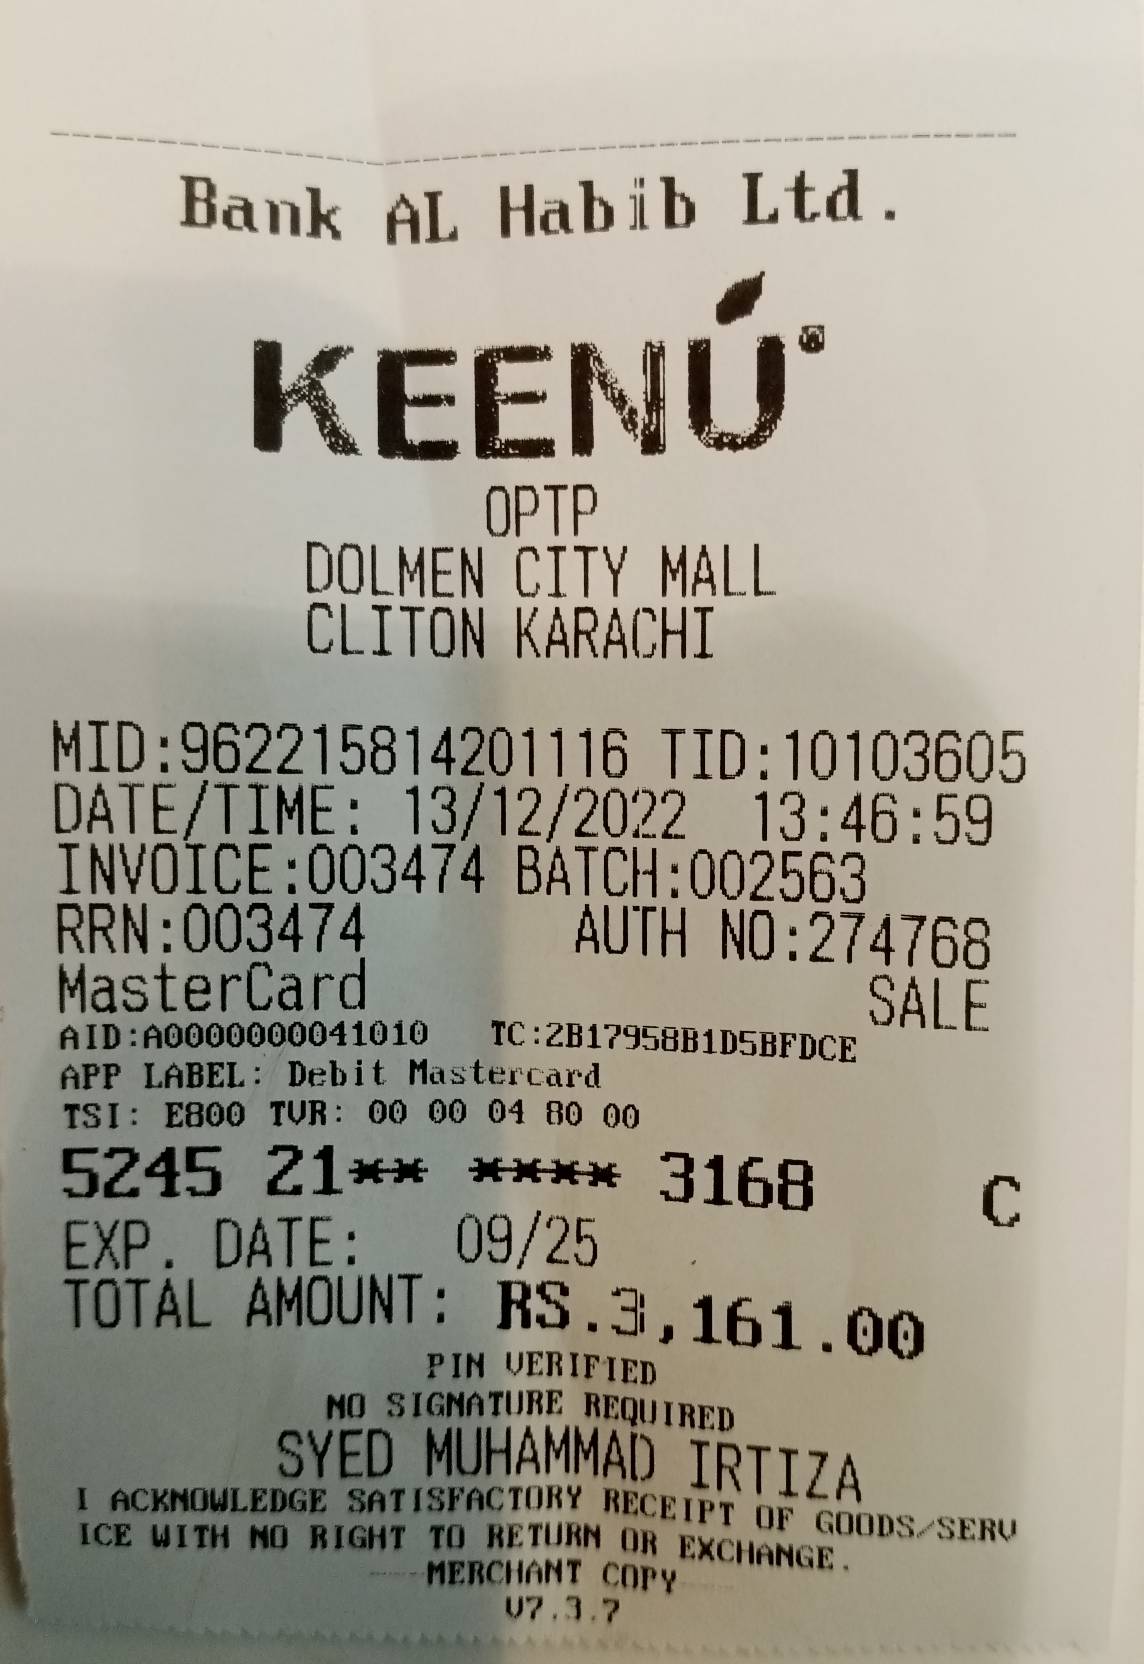 Bank AL Habib Ltd.
KEENÚ®
OPTP
DOLMEN CITY MALL
CLITON KARACHI
MID:962215814201116 TID:10103605
DATE/TIME: 13/12/2022 13:46:59
INVOICE:003474 BATCH:002563
RRN:003474 AUTH NO:274768
MasterCard SALE
AID:A0000000041010 TC:2B17958B1D5BFDCE
APP LABEL: Debit Mastercard
TSI: E800 TVR: 00 00 04 80 00
5245 21** **** 3168 C
EXP. DATE: 09/25
TOTAL AMOUNT: RS.3,161.00
PIN VERIFIED
NO SIGNATURE REQUIRED
SYED MUHAMMAD IRTIZA
I ACKNOWLEDGE SATISFACTORY RECEIPT OF GOODS/SERV
ICE WITH NO RIGHT TO RETURN OR EXCHANGE.
-----MERCHANT COPY-----
V7.3.7